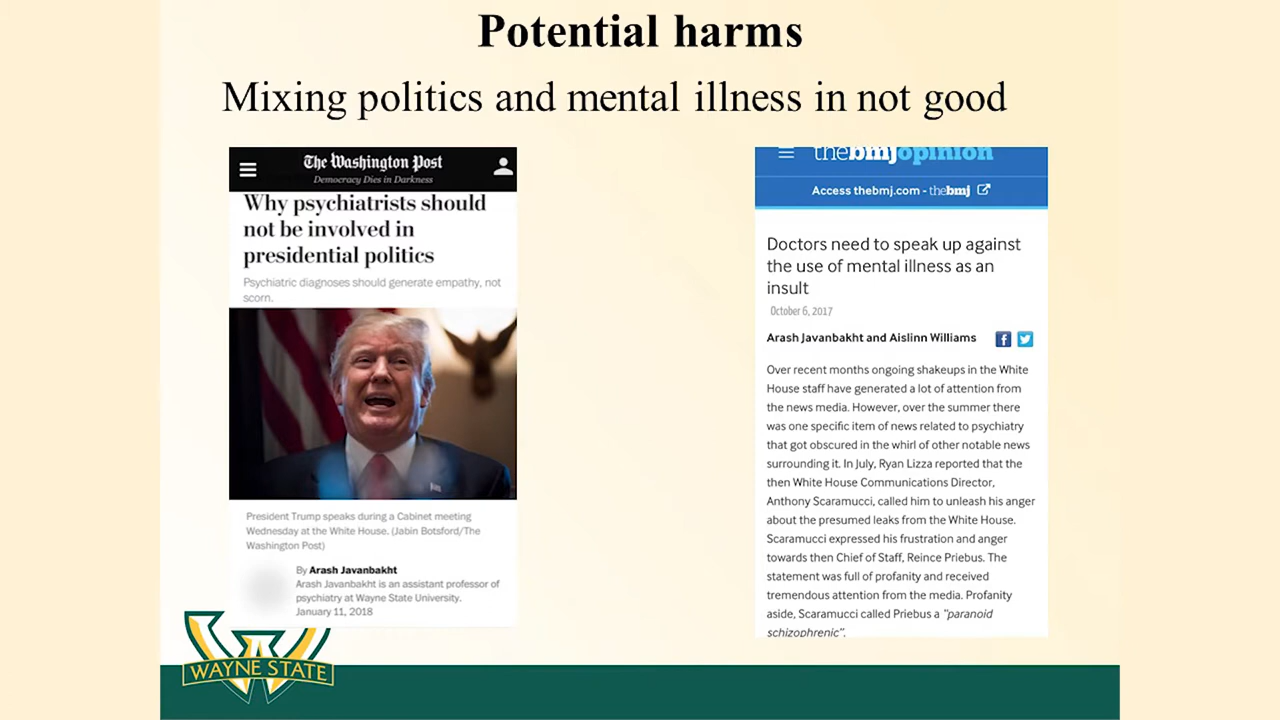 Potential harms
Mixing politics and mental illness in not good
The Washington Post
Democracy Dies in Darkness
Why psychiatrists should
not be involved in
presidential politics
Psychiatric diagnoses should generate empathy, not
scorn.
President Trump speaks during a Cabinet meeting
Wednesday at the White House. (Jabin Botsford/The
Washington Post)
By Arash Javanbakht
Arash Javanbakht is an assistant professor of
psychiatry at Wayne State University.
January 11, 2018
thebmjopinion
Access thebmj.com - thebmj
Doctors need to speak up against
the use of mental illness as an
insult
October 6, 2017
Arash Javanbakht and Aislinn Williams
Over recent months ongoing shakeups in the White
House staff have generated a lot of attention from
the news media. However, over the summer there
was one specific item of news related to psychiatry
that got obscured in the whirl of other notable news
surrounding it. In July, Ryan Lizza reported that the
then White House Communications Director,
Anthony Scaramucci, called him to unleash his anger
about the presumed leaks from the White House.
Scaramucci expressed his frustration and anger
towards then Chief of Staff, Reince Priebus. The
statement was full of profanity and received
tremendous attention from the media. Profanity
aside, Scaramucci called Priebus a "paranoid
schizophrenic".
WAYNE STATE